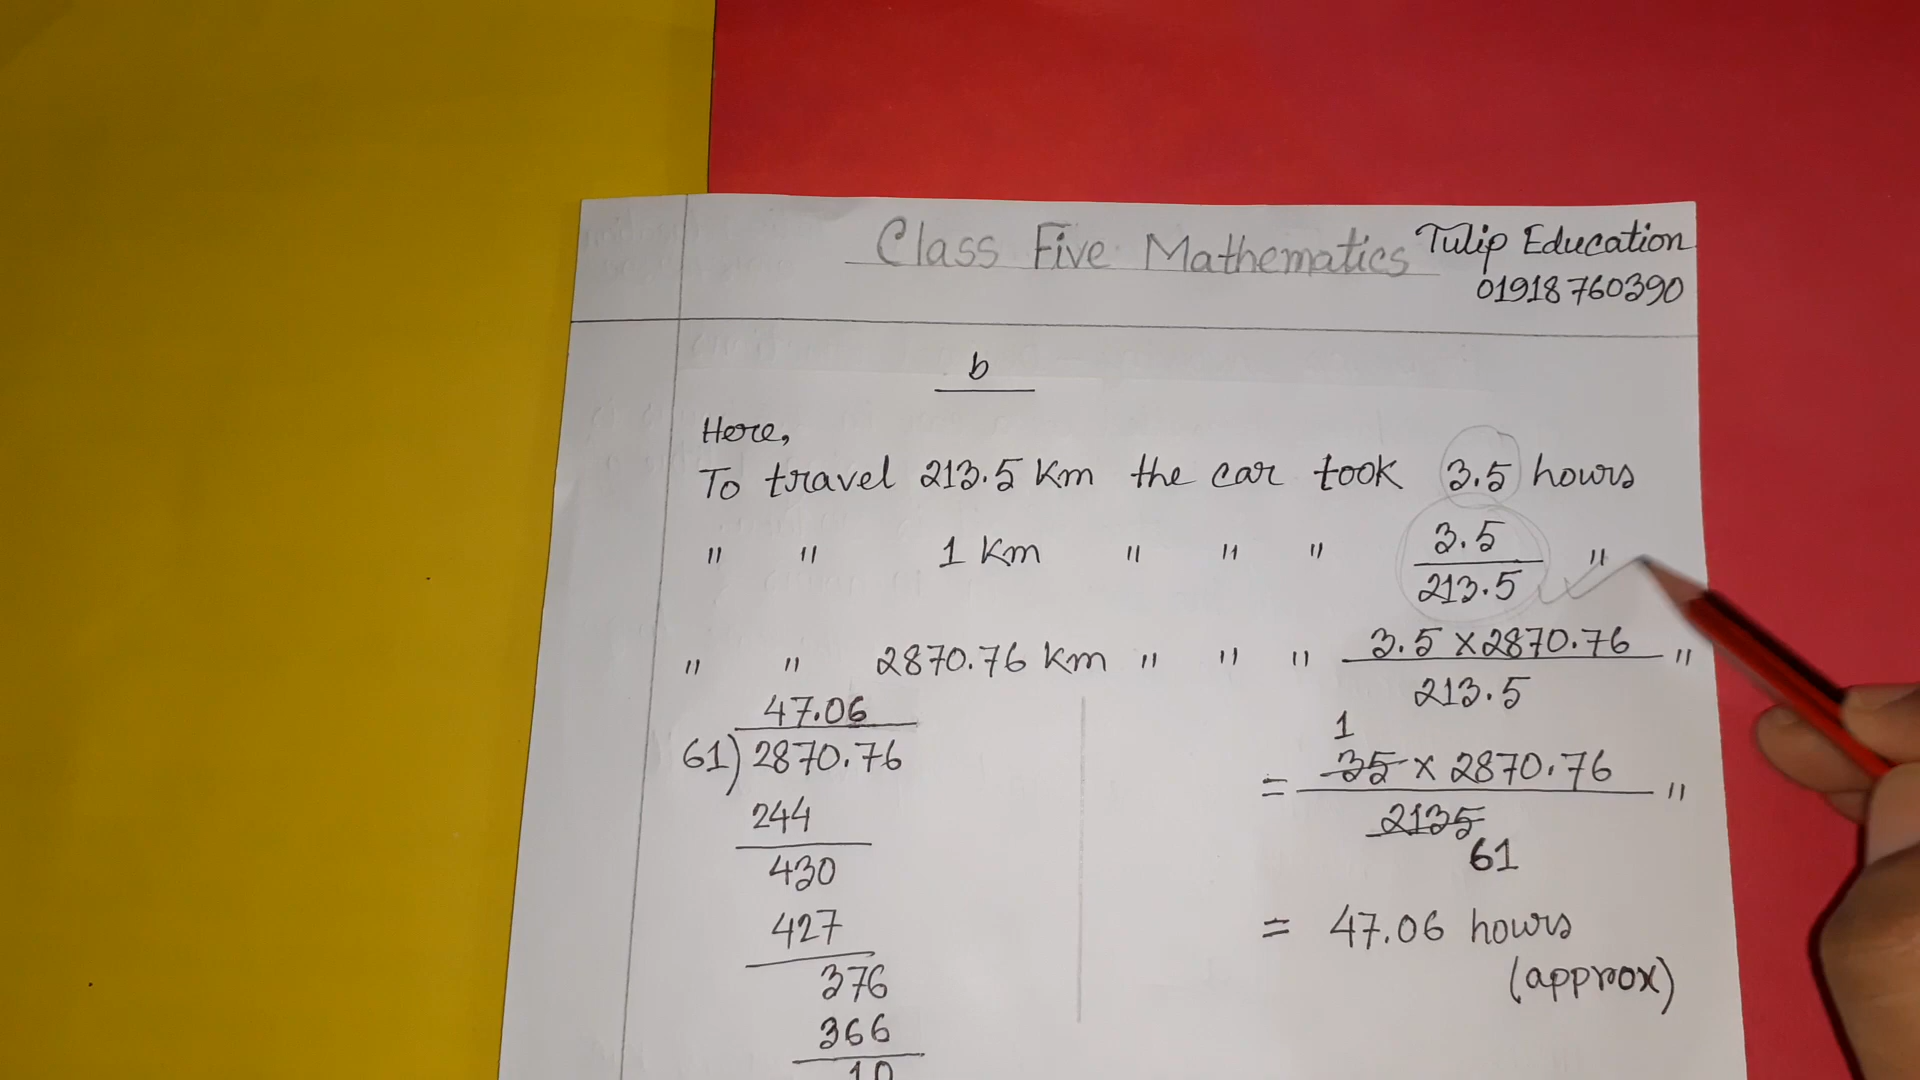 Class Five Mathematics
Tulip Education
01918760390
b
Here,
To travel 213.5 Km the car took 3.5 hours
" " 1 Km " " " 3.5 "
213.5
" " 2870.76 Km " " " 3.5 x 2870.76 "
213.5
47.06
61) 2870.76
244
430
427
376
366
10
1
= 35 x 2870.76 "
2135
61
= 47.06 hours
(approx)